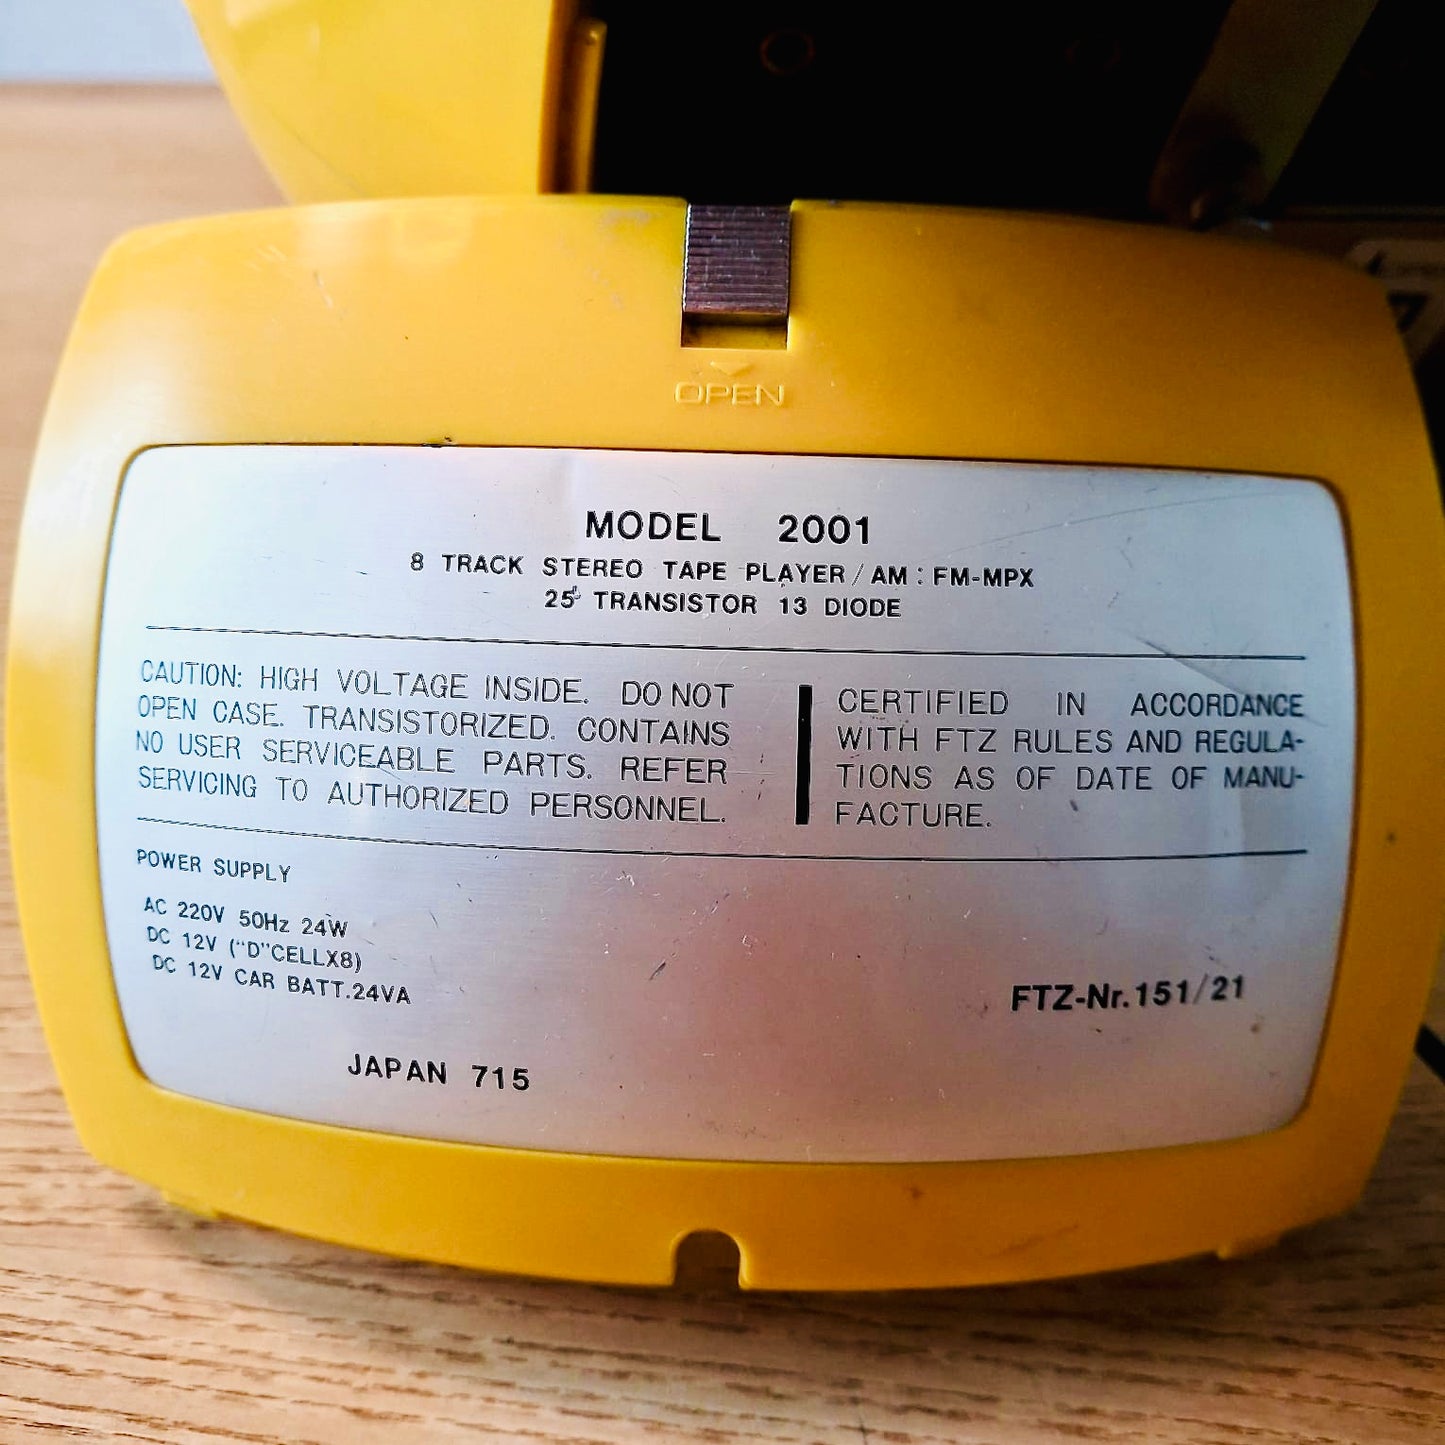 OPEN
MODEL 2001
8 TRACK STEREO TAPE PLAYER / AM : FM-MPX
25 TRANSISTOR 13 DIODE
CAUTION: HIGH VOLTAGE INSIDE. DO NOT
OPEN CASE. TRANSISTORIZED. CONTAINS
NO USER SERVICEABLE PARTS. REFER
SERVICING TO AUTHORIZED PERSONNEL.
CERTIFIED IN ACCORDANCE
WITH FTZ RULES AND REGULA-
TIONS AS OF DATE OF MANU-
FACTURE.
POWER SUPPLY
AC 220V 50Hz 24W
DC 12V ("D"CELLX8)
DC 12V CAR BATT.24VA
FTZ-Nr.151/21
JAPAN 715